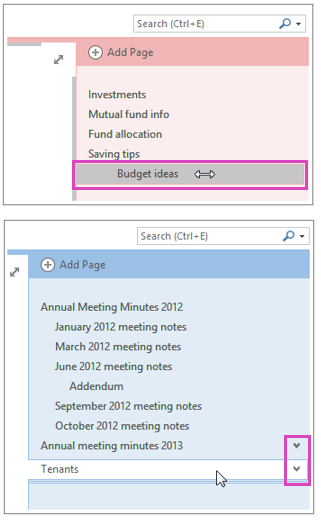 Search (Ctrl+E)
Add Page
Investments
Mutual fund info
Fund allocation
Saving tips
Budget ideas
Search (Ctrl+E)
Add Page
Annual Meeting Minutes 2012
January 2012 meeting notes
March 2012 meeting notes
June 2012 meeting notes
Addendum
September 2012 meeting notes
October 2012 meeting notes
Annual meeting minutes 2013
Tenants